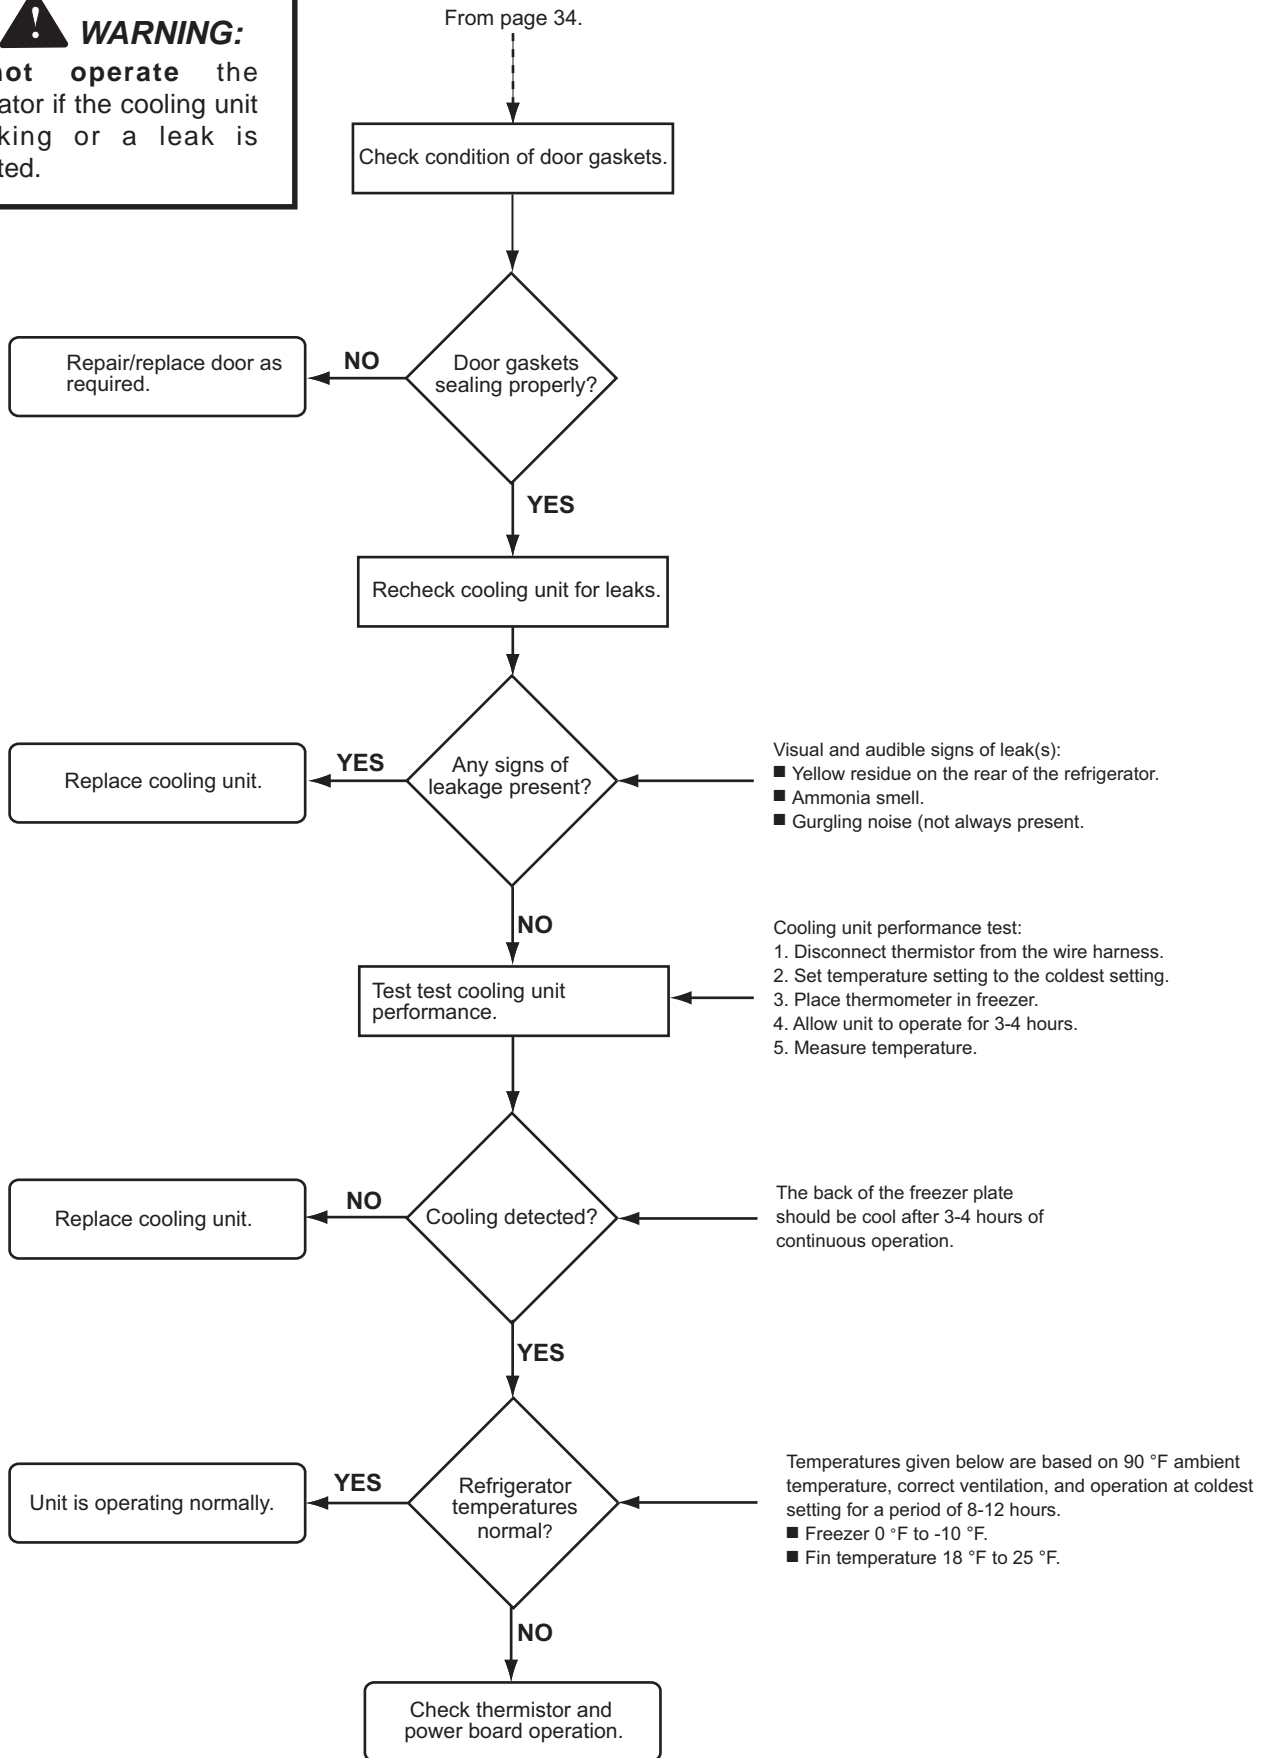 WARNING:
not operate the
ator if the cooling unit
king or a leak is
ted.
From page 34.
Check condition of door gaskets.
Door gaskets
sealing properly?
NO
Repair/replace door as
required.
YES
Recheck cooling unit for leaks.
Any signs of
leakage present?
YES
Replace cooling unit.
Visual and audible signs of leak(s):
■ Yellow residue on the rear of the refrigerator.
■ Ammonia smell.
■ Gurgling noise (not always present.
NO
Test test cooling unit
performance.
Cooling unit performance test:
1. Disconnect thermistor from the wire harness.
2. Set temperature setting to the coldest setting.
3. Place thermometer in freezer.
4. Allow unit to operate for 3-4 hours.
5. Measure temperature.
Cooling detected?
NO
Replace cooling unit.
The back of the freezer plate
should be cool after 3-4 hours of
continuous operation.
YES
Refrigerator
temperatures
normal?
YES
Unit is operating normally.
Temperatures given below are based on 90 °F ambient
temperature, correct ventilation, and operation at coldest
setting for a period of 8-12 hours.
■ Freezer 0 °F to -10 °F.
■ Fin temperature 18 °F to 25 °F.
NO
Check thermistor and
power board operation.